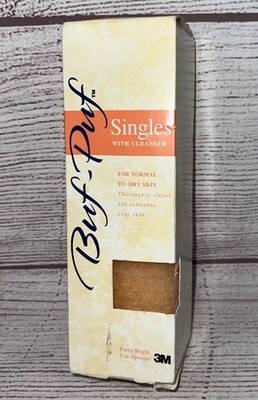 Buf-Puf™
Singles
WITH CLEANSER
FOR NORMAL
TO DRY SKIN
Thoroughly cleans
and refreshes
your skin.
Forty Single
Use Sponges
3M